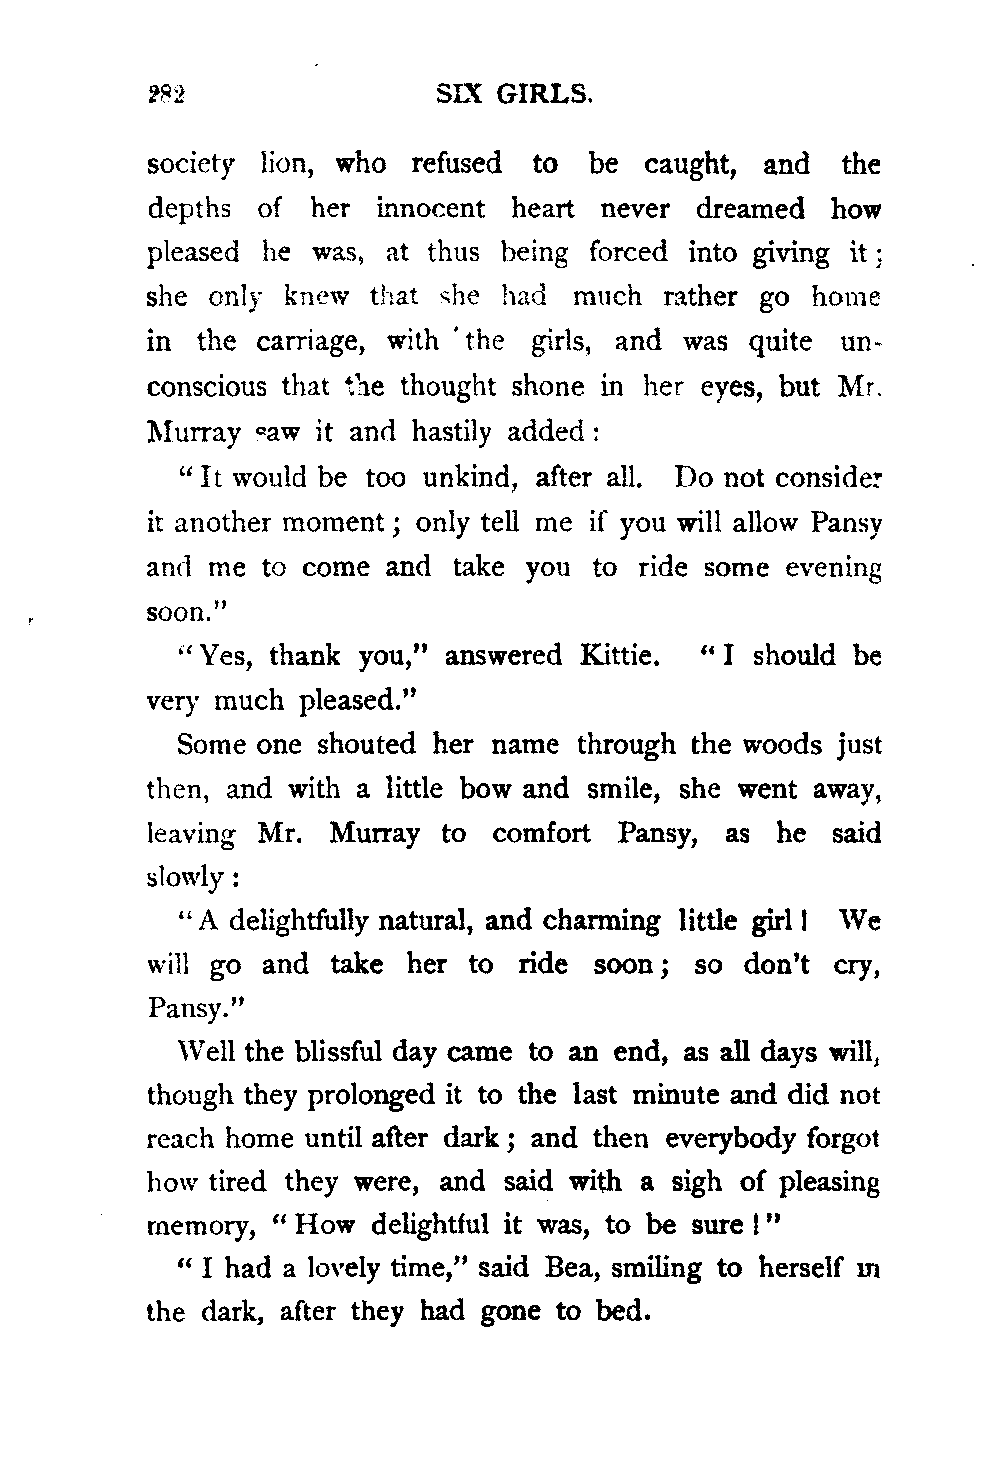 282 SIX GIRLS.
society lion, who refused to be caught, and the
depths of her innocent heart never dreamed how
pleased he was, at thus being forced into giving it;
she only knew that she had much rather go home
in the carriage, with the girls, and was quite un-
conscious that the thought shone in her eyes, but Mr.
Murray saw it and hastily added:
"It would be too unkind, after all. Do not consider
it another moment; only tell me if you will allow Pansy
and me to come and take you to ride some evening
soon."
"Yes, thank you," answered Kittie. "I should be
very much pleased."
Some one shouted her name through the woods just
then, and with a little bow and smile, she went away,
leaving Mr. Murray to comfort Pansy, as he said
slowly:
"A delightfully natural, and charming little girl! We
will go and take her to ride soon; so don't cry,
Pansy."
Well the blissful day came to an end, as all days will,
though they prolonged it to the last minute and did not
reach home until after dark; and then everybody forgot
how tired they were, and said with a sigh of pleasing
memory, "How delightful it was, to be sure!"
"I had a lovely time," said Bea, smiling to herself in
the dark, after they had gone to bed.